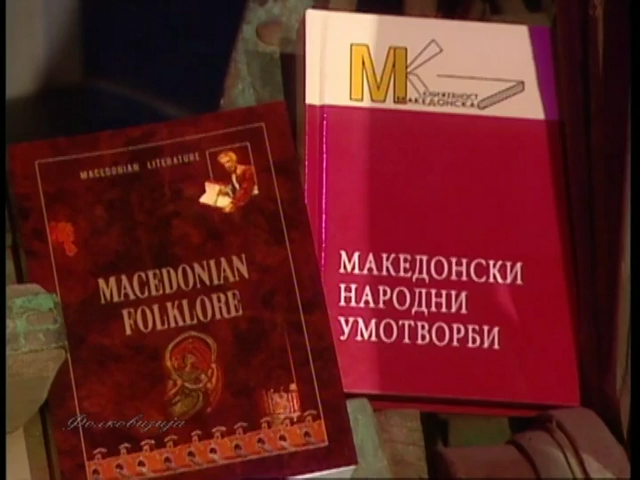 MACEDONIAN LITERATURE
MACEDONIAN
FOLKLORE
МК
КНИЖЕВНОСТ
МАКЕДОНСКА
МАКЕДОНСКИ
НАРОДНИ
УМОТВОРБИ
Фолковизија